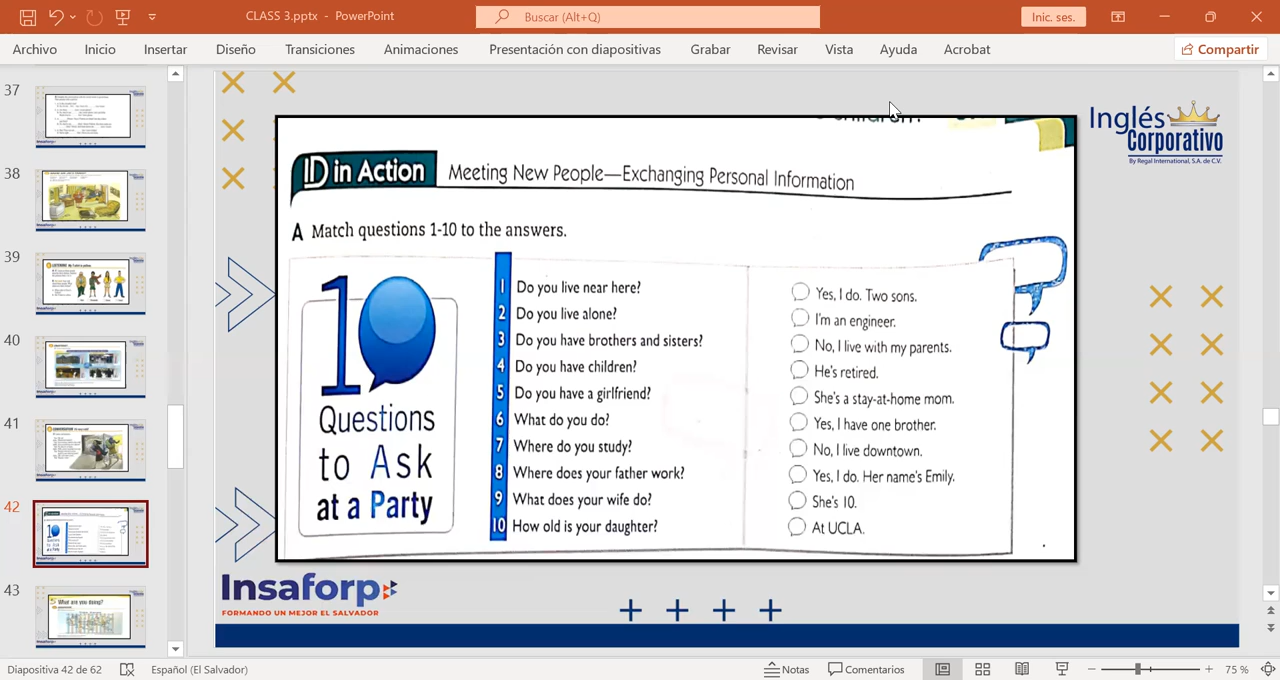 CLASS 3.pptx - PowerPoint
Buscar (Alt+Q)
Inic. ses.
Archivo Inicio Insertar Diseño Transiciones Animaciones Presentación con diapositivas Grabar Revisar Vista Ayuda Acrobat Compartir
37
38
39
40
41
42
43
What are you doing?
Inglés
Corporativo
By Regal International, S.A. de C.V.
ID in Action Meeting New People—Exchanging Personal Information
A Match questions 1-10 to the answers.
10
Questions
to Ask
at a Party
1 Do you live near here?
2 Do you live alone?
3 Do you have brothers and sisters?
4 Do you have children?
5 Do you have a girlfriend?
6 What do you do?
7 Where do you study?
8 Where does your father work?
9 What does your wife do?
10 How old is your daughter?
Yes, I do. Two sons.
I'm an engineer.
No, I live with my parents.
He's retired.
She's a stay-at-home mom.
Yes, I have one brother.
No, I live downtown.
Yes, I do. Her name's Emily.
She's 10.
At UCLA.
Insaforp
FORMANDO UN MEJOR EL SALVADOR
Diapositiva 42 de 62 Español (El Salvador) Notas Comentarios 75 %